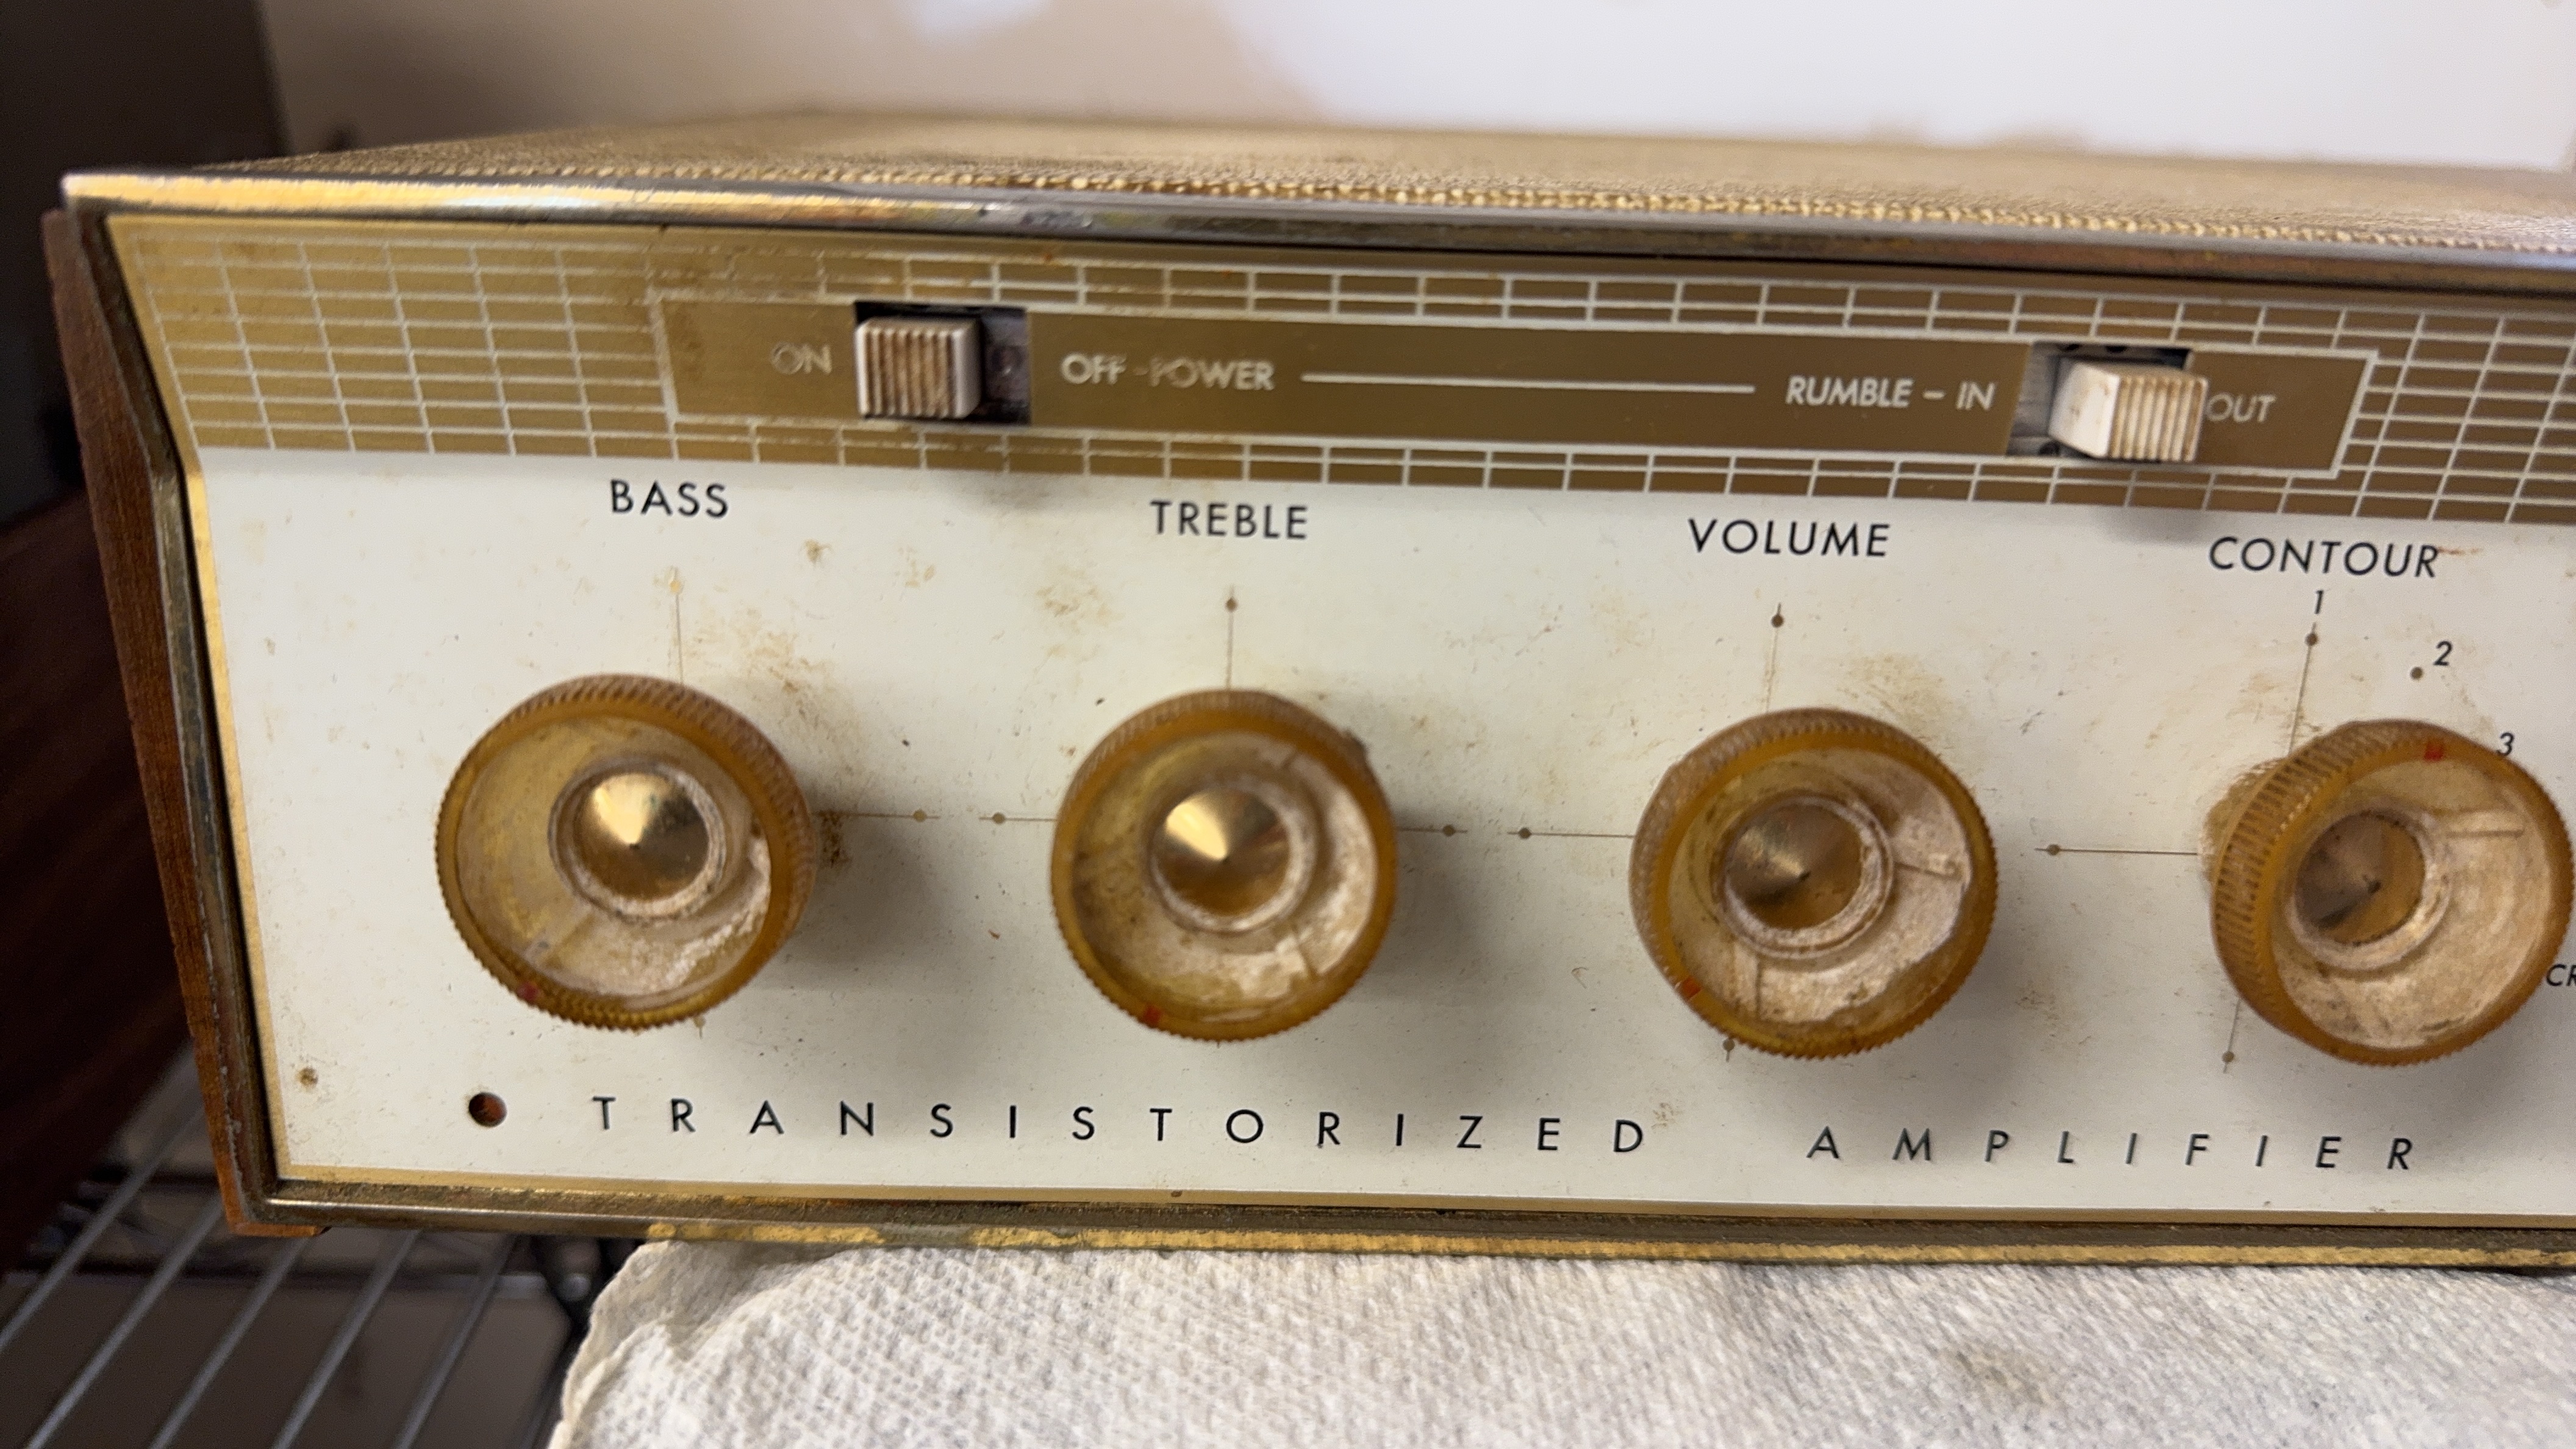 ON OFF - POWER RUMBLE - IN OUT
BASS TREBLE VOLUME CONTOUR
1
2
3
TRANSISTORIZED AMPLIFIER